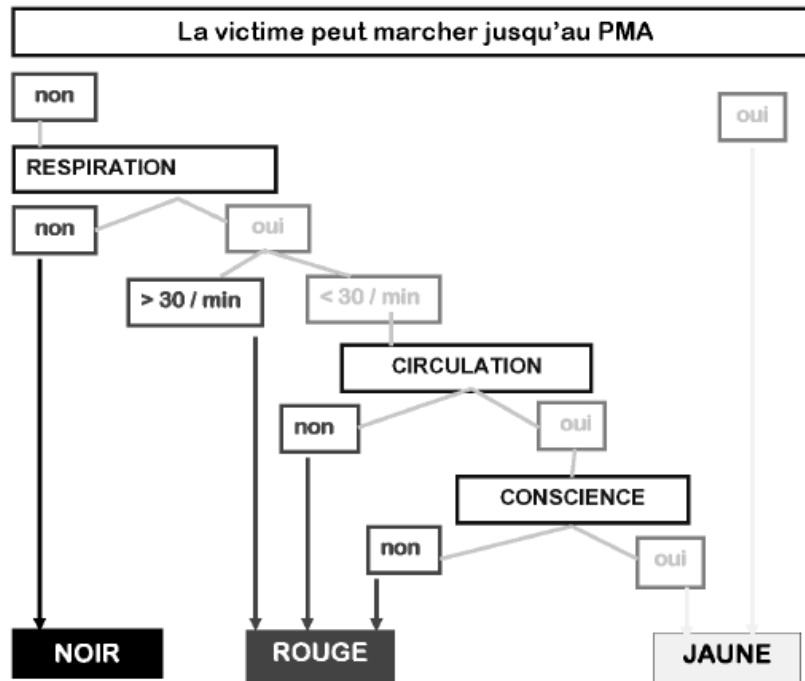 La victime peut marcher jusqu'au PMA
non
oui
RESPIRATION
non
oui
> 30 / min
< 30 / min
CIRCULATION
non
oui
CONSCIENCE
non
oui
NOIR
ROUGE
JAUNE